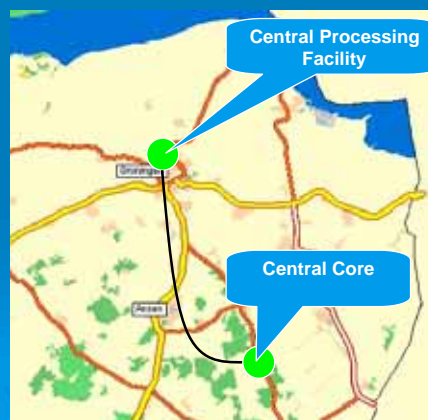 Central Processing
Facility
Groningen
Central Core
Assen